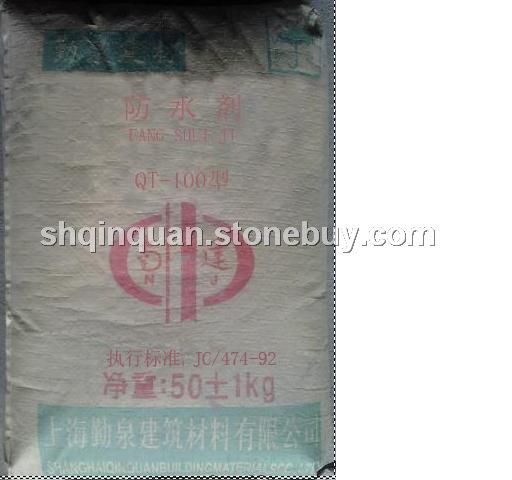 防水剂
FANG SHUI JI
QT-100型
shqinquan.stonebuy.com
N J
执行标准: JC/474-92
净重:50±1kg
上海勤泉建筑材料有限公司